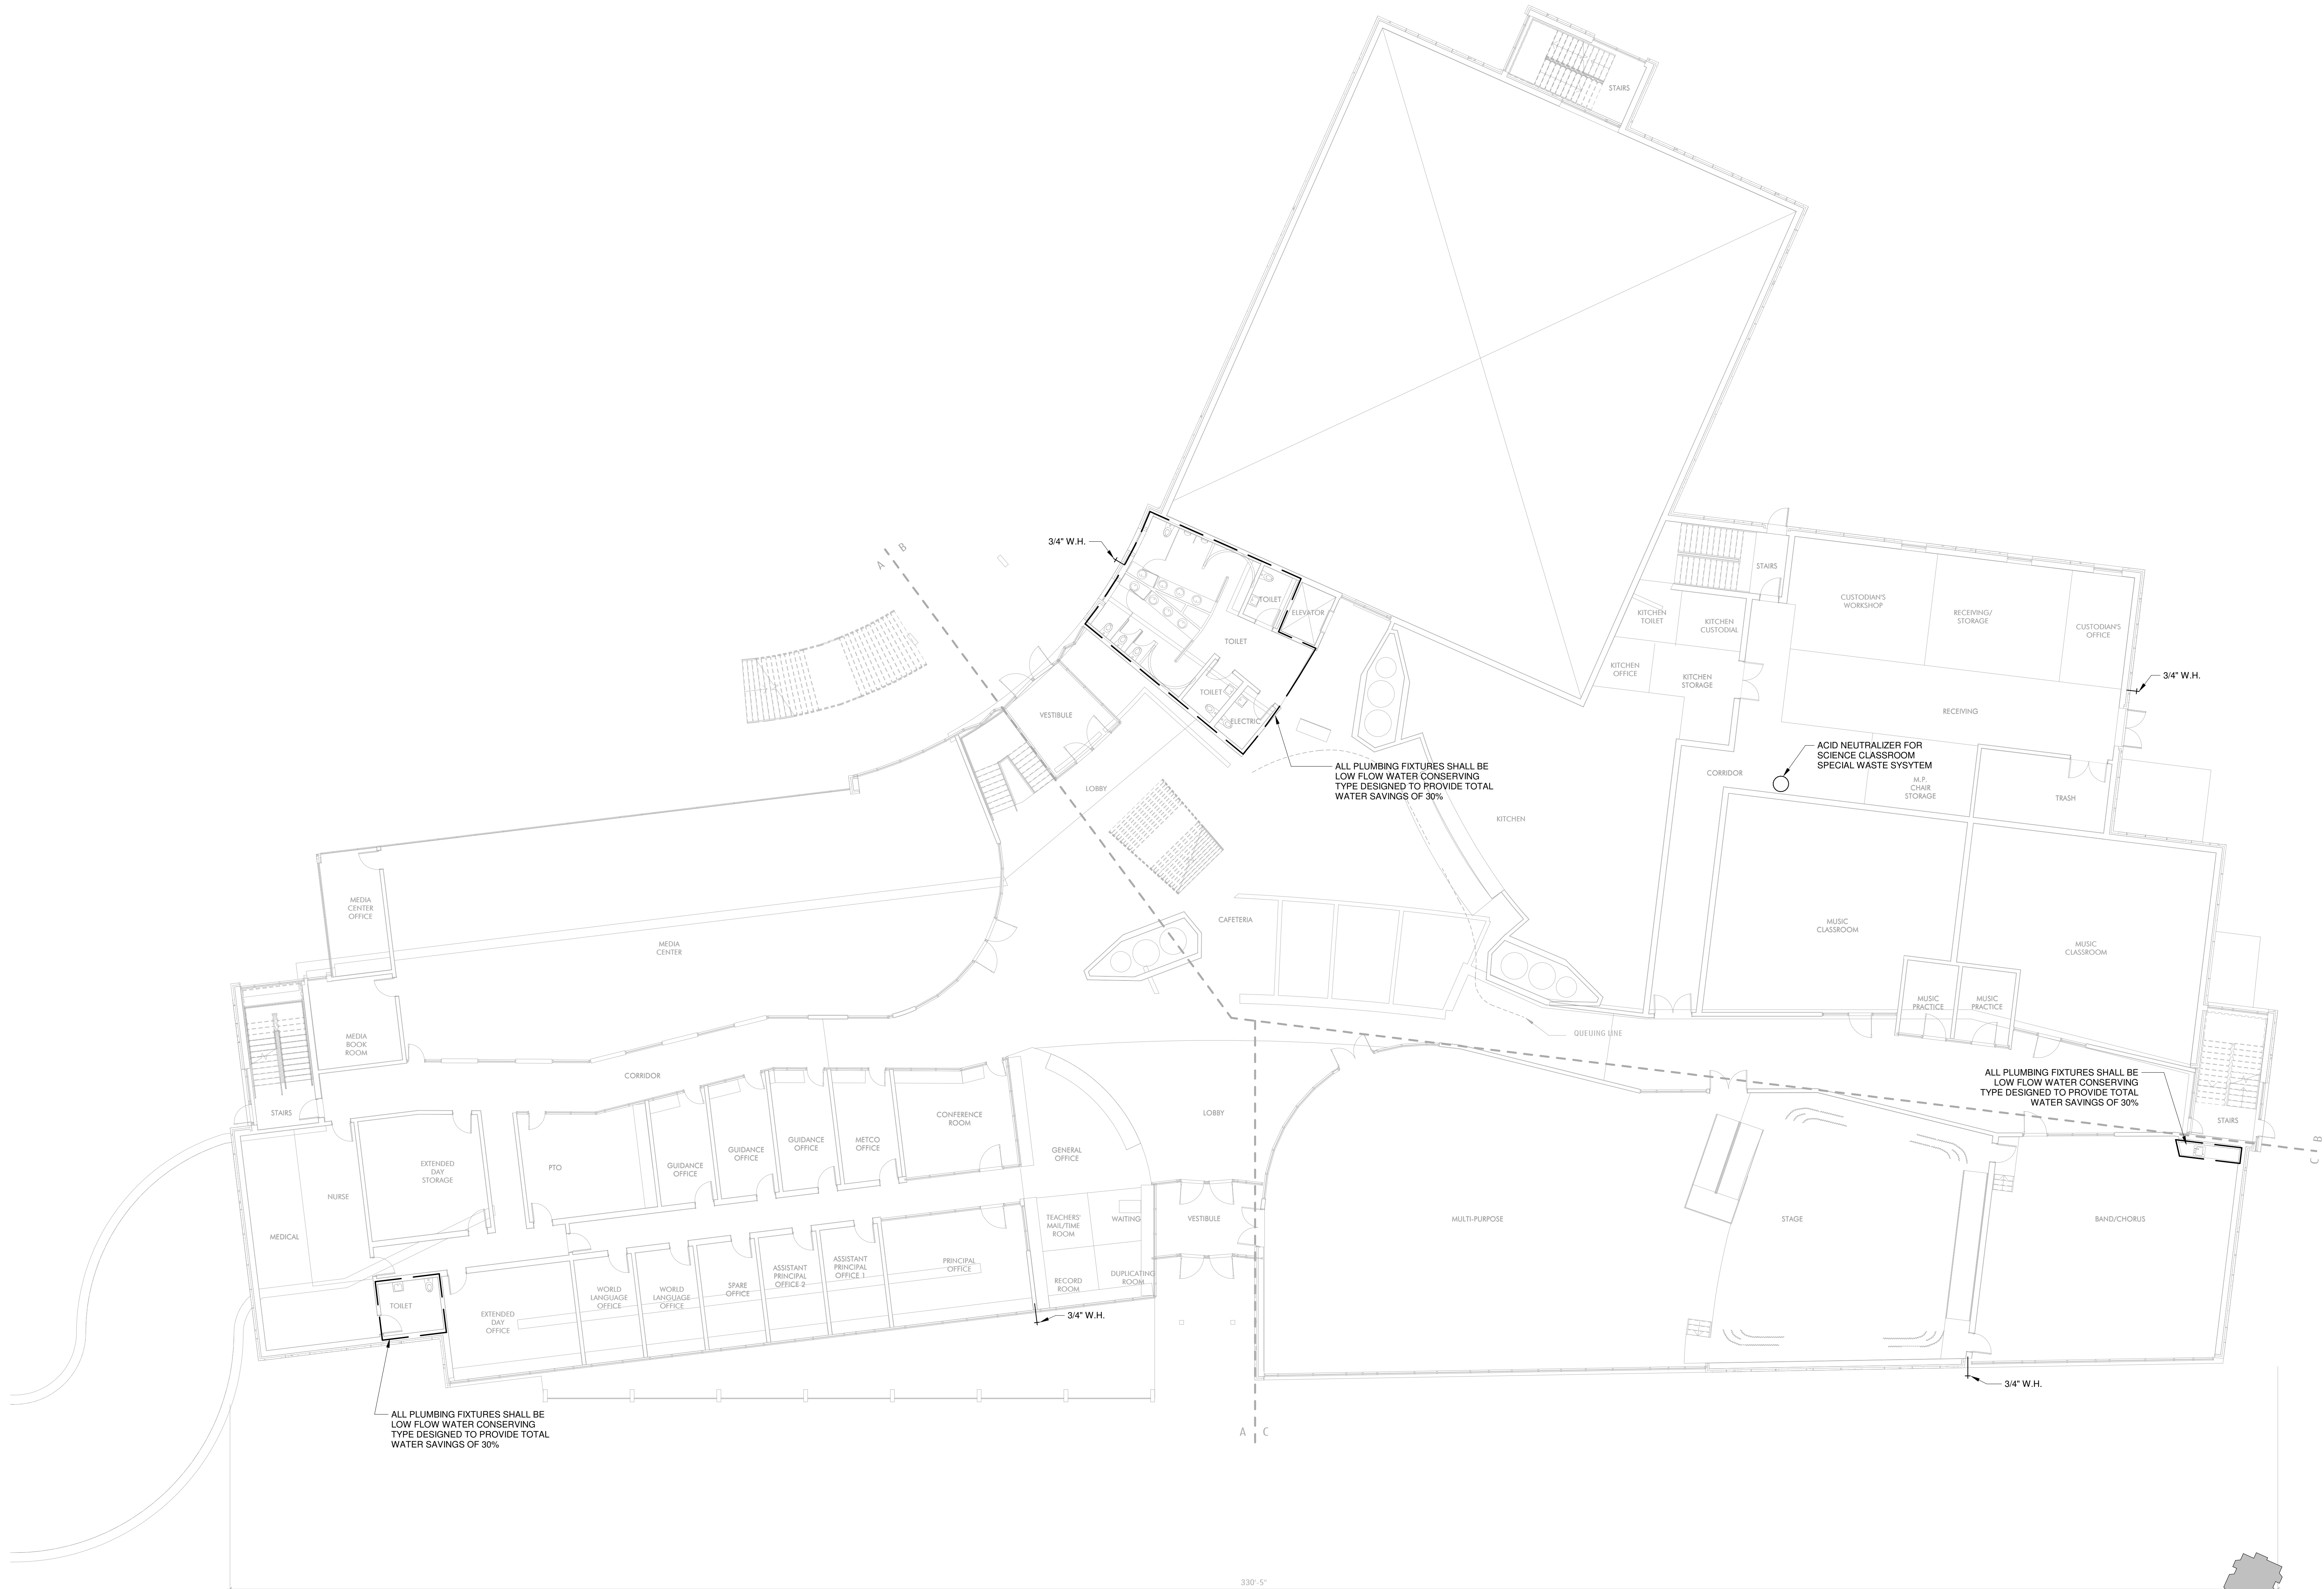 STAIRS
3/4" W.H.
B
A
STAIRS
TOILET
ELEVATOR
TOILET
TOILET
ELECTRIC
VESTIBULE
LOBBY
KITCHEN
TOILET
KITCHEN
CUSTODIAL
KITCHEN
OFFICE
KITCHEN
STORAGE
CUSTODIAN'S
WORKSHOP
RECEIVING/
STORAGE
CUSTODIAN'S
OFFICE
3/4" W.H.
RECEIVING
ACID NEUTRALIZER FOR
SCIENCE CLASSROOM
SPECIAL WASTE SYSYTEM
CORRIDOR
M.P.
CHAIR
STORAGE
TRASH
ALL PLUMBING FIXTURES SHALL BE
LOW FLOW WATER CONSERVING
TYPE DESIGNED TO PROVIDE TOTAL
WATER SAVINGS OF 30%
KITCHEN
MEDIA
CENTER
OFFICE
MEDIA
CENTER
CAFETERIA
MUSIC
CLASSROOM
MUSIC
CLASSROOM
MUSIC
PRACTICE
MUSIC
PRACTICE
MEDIA
BOOK
ROOM
QUEUING LINE
CORRIDOR
ALL PLUMBING FIXTURES SHALL BE
LOW FLOW WATER CONSERVING
TYPE DESIGNED TO PROVIDE TOTAL
WATER SAVINGS OF 30%
STAIRS
STAIRS
B
C
LOBBY
CONFERENCE
ROOM
METCO
OFFICE
GUIDANCE
OFFICE
GUIDANCE
OFFICE
GUIDANCE
OFFICE
GENERAL
OFFICE
PTO
EXTENDED
DAY
STORAGE
NURSE
MEDICAL
TEACHERS'
MAIL/TIME
ROOM
WAITING
VESTIBULE
MULTI-PURPOSE
STAGE
BAND/CHORUS
RECORD
ROOM
DUPLICATING
ROOM
PRINCIPAL
OFFICE
ASSISTANT
PRINCIPAL
OFFICE 1
ASSISTANT
PRINCIPAL
OFFICE 2
SPARE
OFFICE
WORLD
LANGUAGE
OFFICE
WORLD
LANGUAGE
OFFICE
EXTENDED
DAY
OFFICE
TOILET
3/4" W.H.
3/4" W.H.
ALL PLUMBING FIXTURES SHALL BE
LOW FLOW WATER CONSERVING
TYPE DESIGNED TO PROVIDE TOTAL
WATER SAVINGS OF 30%
A C
330'-5"